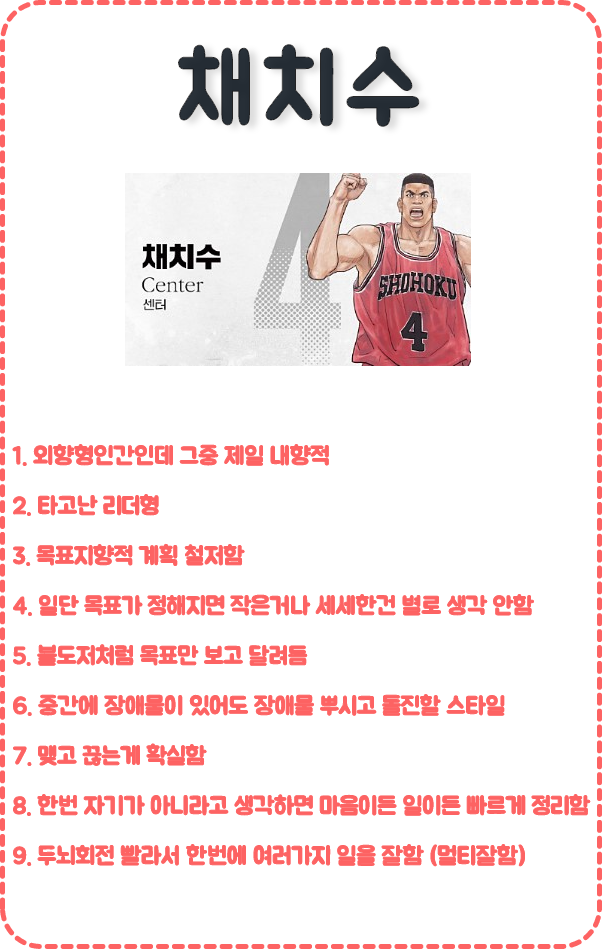 채치수
채치수
Center
센터
4
SHOHOKU
4
1. 외향형인간인데 그중 제일 내향적
2. 타고난 리더형
3. 목표지향적 계획 철저함
4. 일단 목표가 정해지면 작은거나 세세한건 별로 생각 안함
5. 불도저처럼 목표만 보고 달려듬
6. 중간에 장애물이 있어도 장애물 뿌시고 돌진할 스타일
7. 맺고 끊는게 확실함
8. 한번 자기가 아니라고 생각하면 마음이든 일이든 빠르게 정리함
9. 두뇌회전 빨라서 한번에 여러가지 일을 잘함 (멀티잘함)